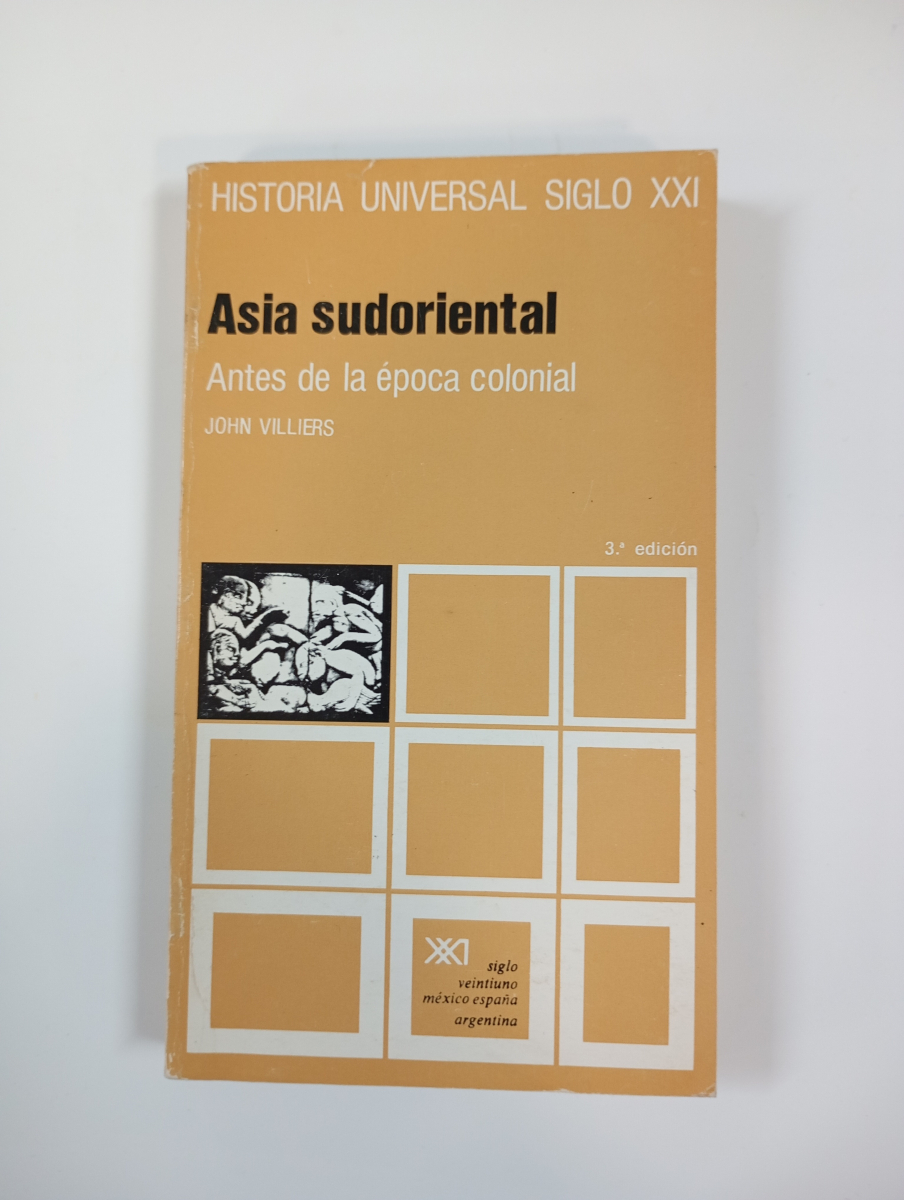 HISTORIA UNIVERSAL SIGLO XXI
Asia sudoriental
Antes de la época colonial
JOHN VILLIERS
3.ª edición
XXI
siglo
veintiuno
méxico españa
argentina